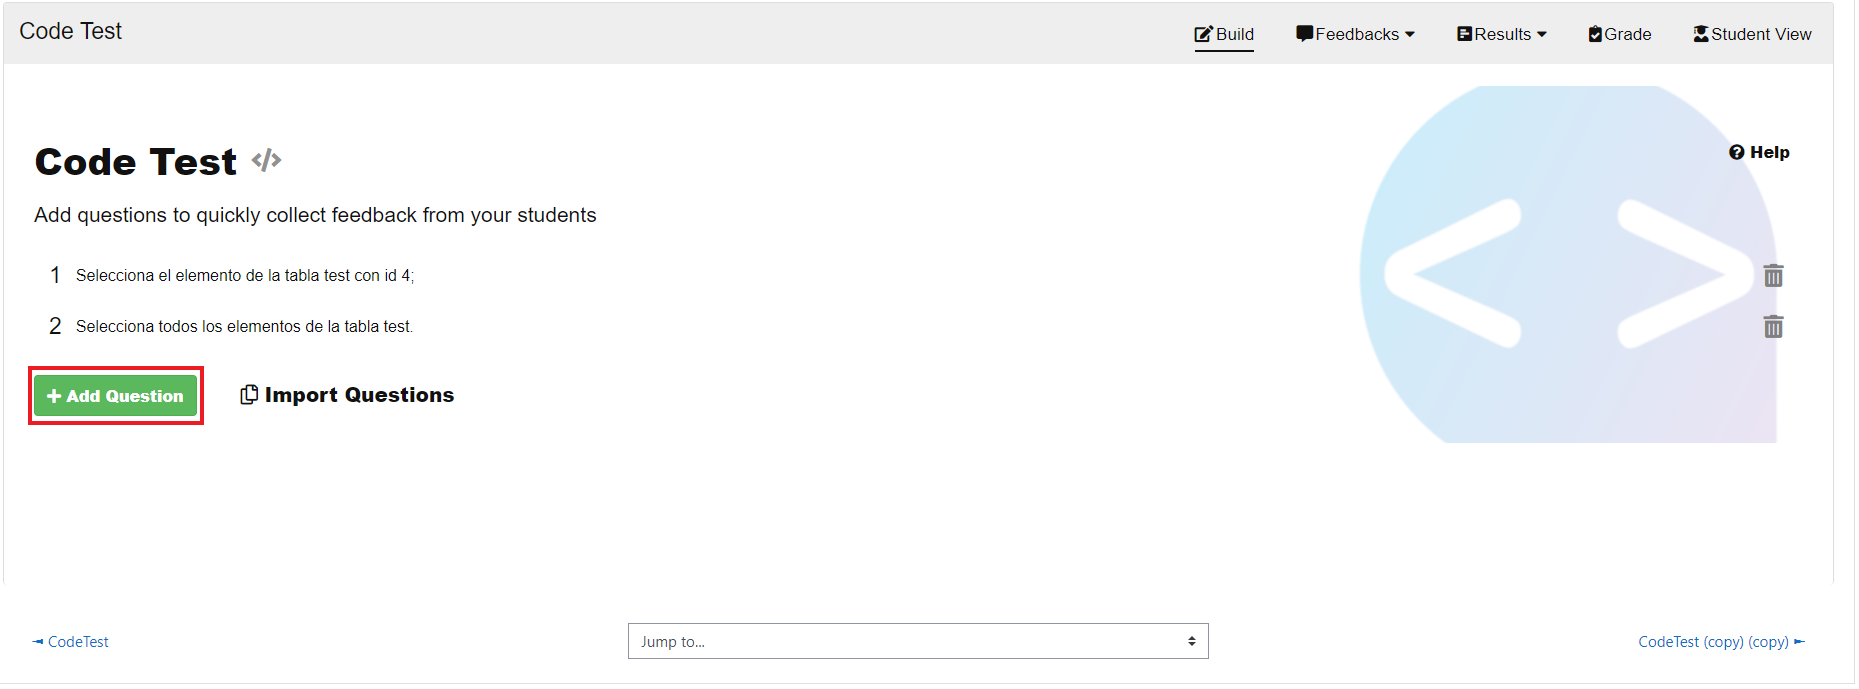 Code Test
Build Feedbacks Results Grade Student View
Code Test </>
Help
Add questions to quickly collect feedback from your students
1 Selecciona el elemento de la tabla test con id 4;
2 Selecciona todos los elementos de la tabla test.
+ Add Question Import Questions
◄ CodeTest Jump to... CodeTest (copy) (copy) ►